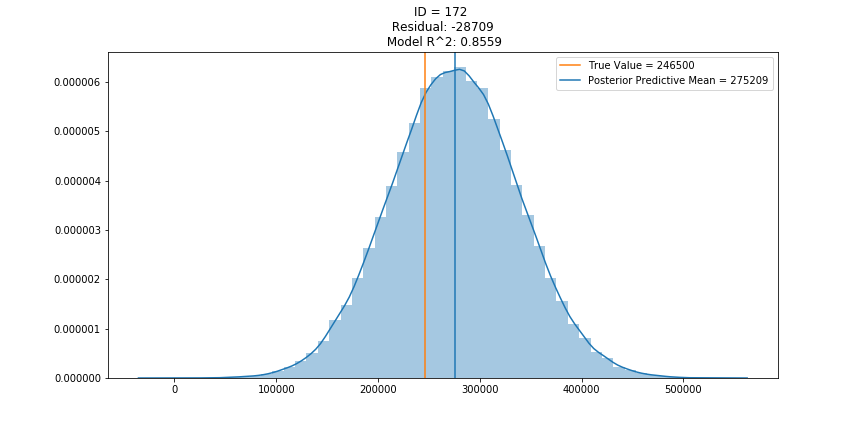 ID = 172
Residual: -28709
Model R^2: 0.8559
True Value = 246500
Posterior Predictive Mean = 275209
0.000006
0.000005
0.000004
0.000003
0.000002
0.000001
0.000000
0 100000 200000 300000 400000 500000